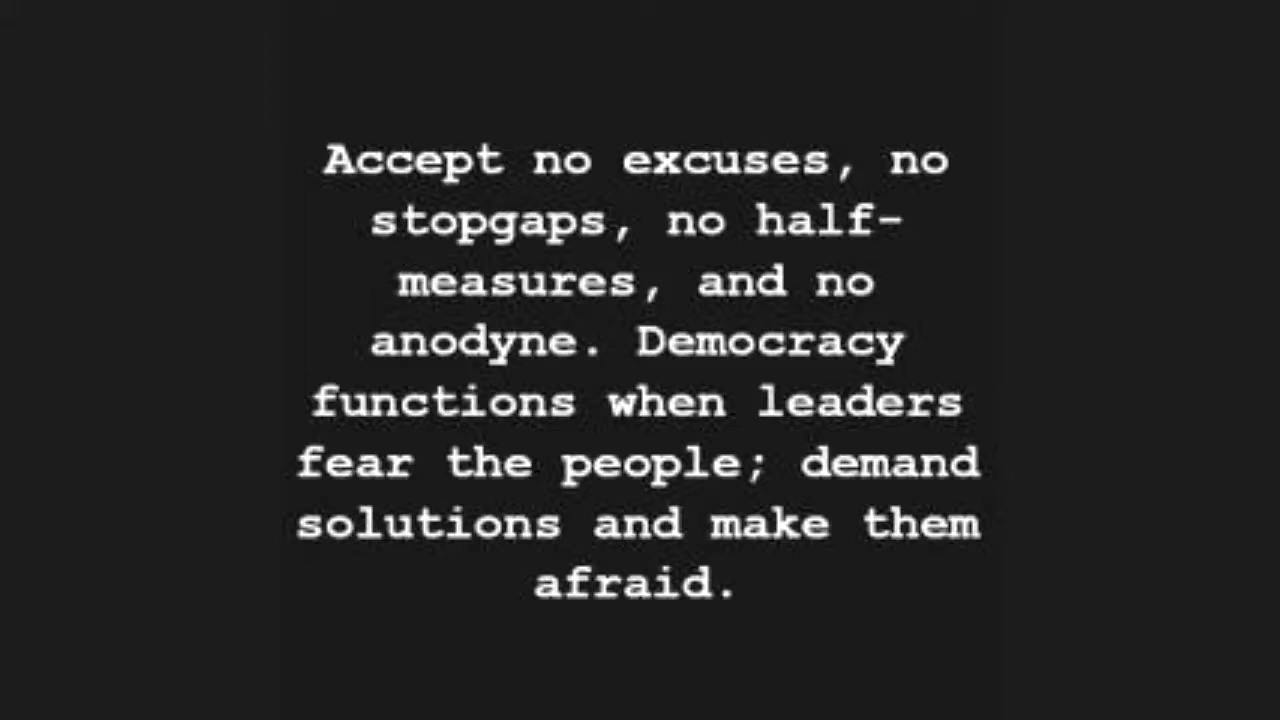 Accept no excuses, no
stopgaps, no half-
measures, and no
anodyne. Democracy
functions when leaders
fear the people; demand
solutions and make them
afraid.